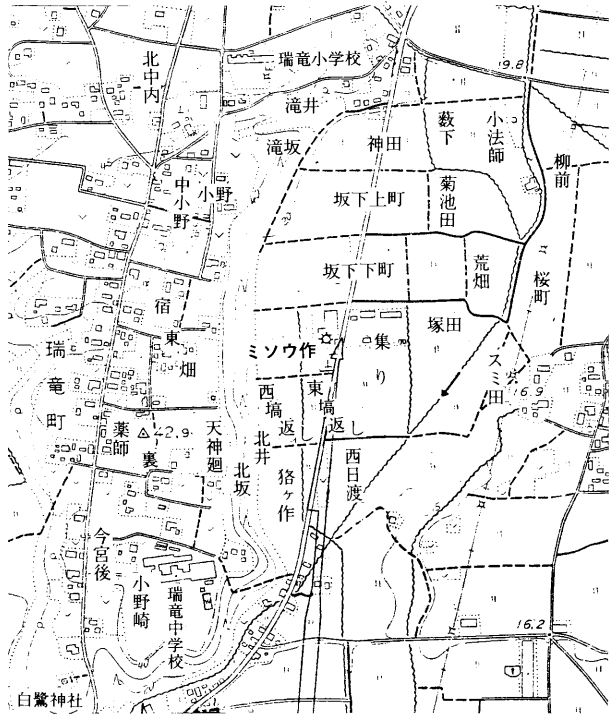 瑞竜小学校
北中内
滝井
19.8
滝坂
神田
薮下
小法師
柳前
中小野
小野
坂下上町
菊池田
坂下下町
荒畑
桜町
宿
東畑
塚田
集り
ミソウ作
瑞竜町
スミ田
16.9
西塙返
東塙返し
薬師
42.9
裏
天神廻
北坂
北井
狢ヶ作
西日渡
今宮後
小野崎
瑞竜中学校
16.2
白鷺神社